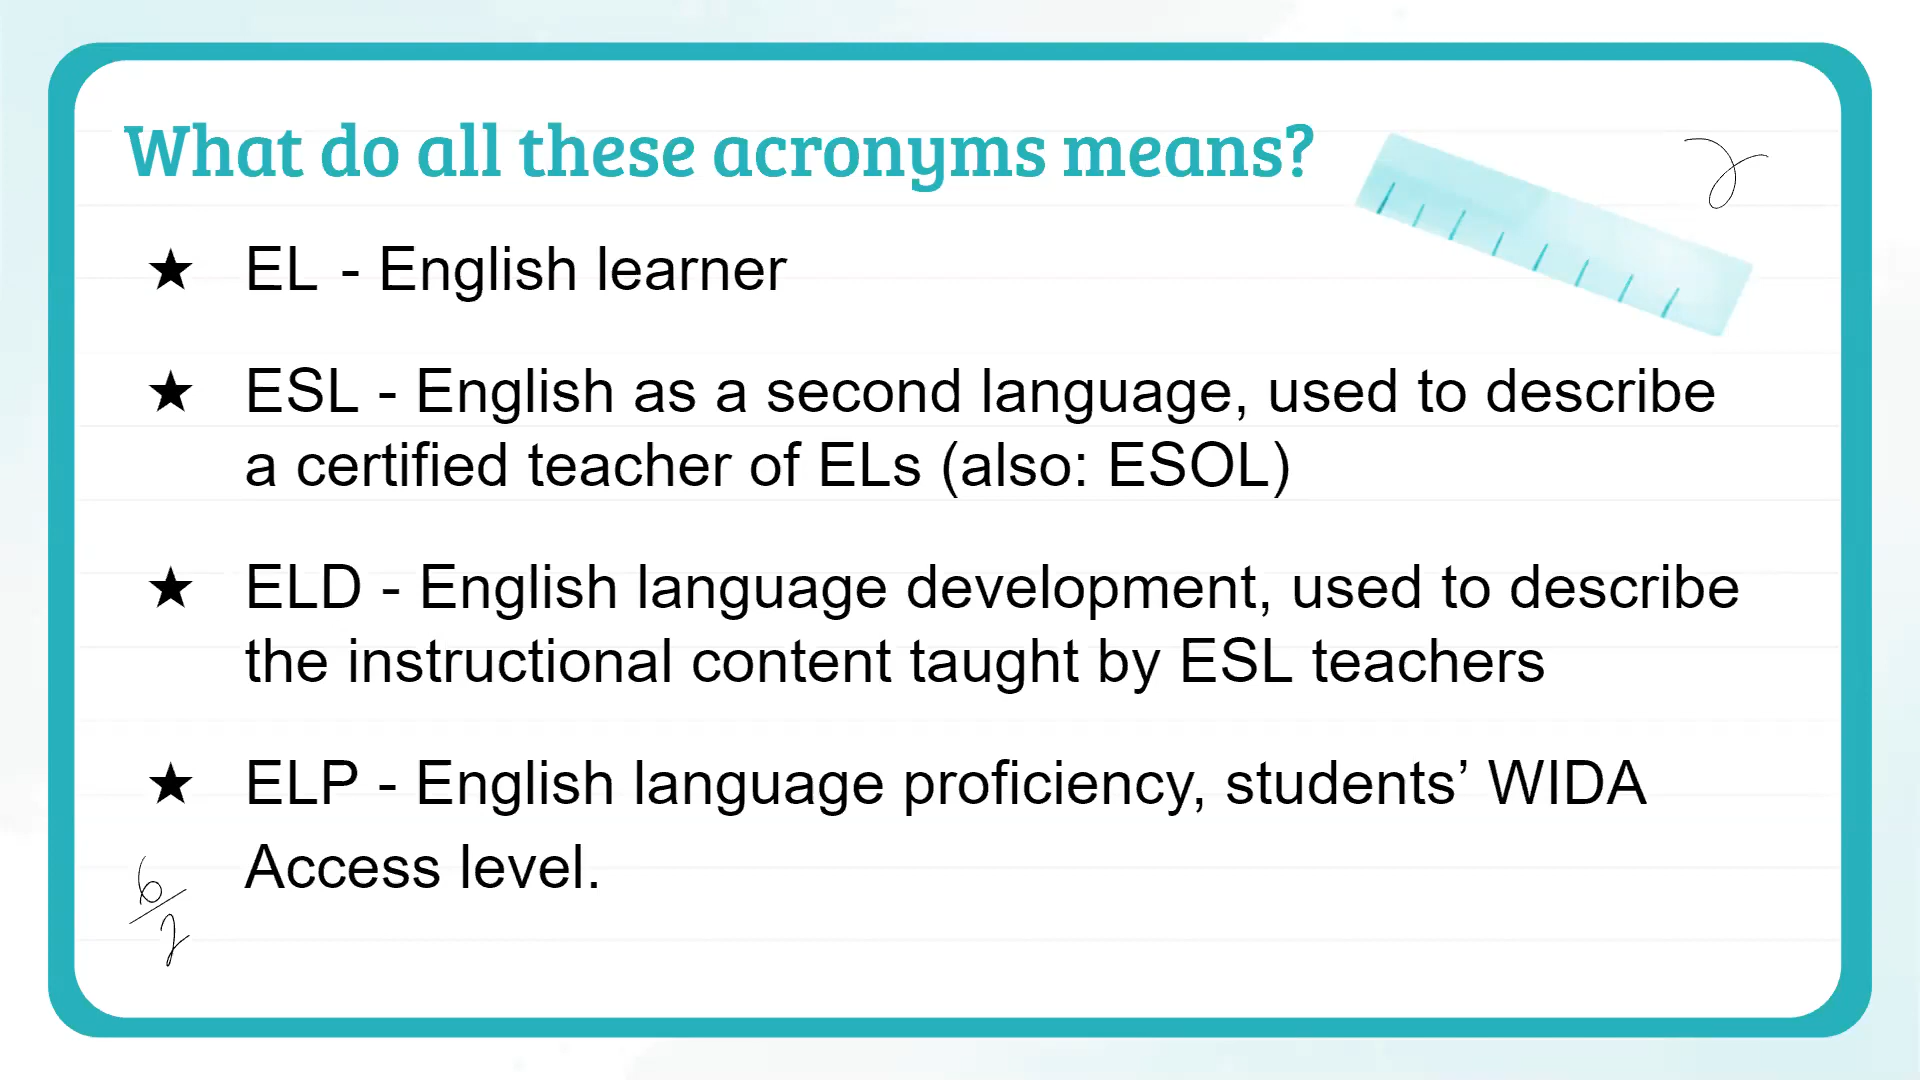 What do all these acronyms means?
★ EL - English learner
★ ESL - English as a second language, used to describe
a certified teacher of ELs (also: ESOL)
★ ELD - English language development, used to describe
the instructional content taught by ESL teachers
★ ELP - English language proficiency, students’ WIDA
Access level.
6/2